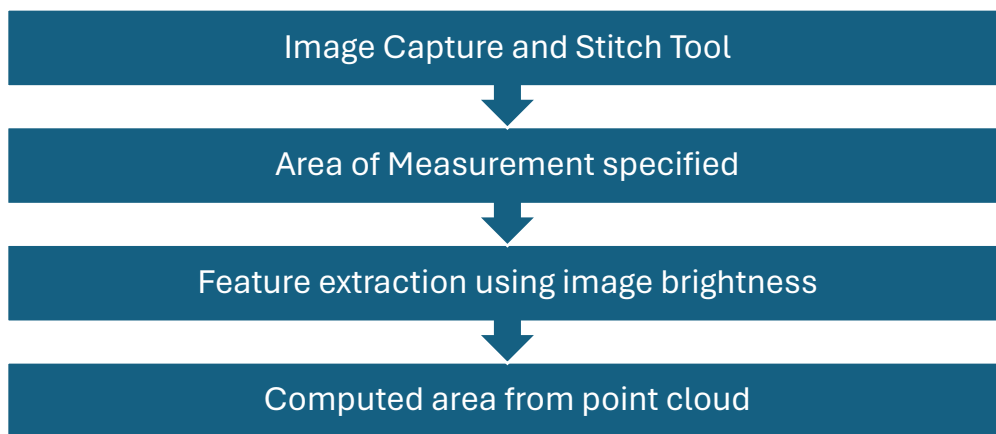 Image Capture and Stitch Tool
Area of Measurement specified
Feature extraction using image brightness
Computed area from point cloud